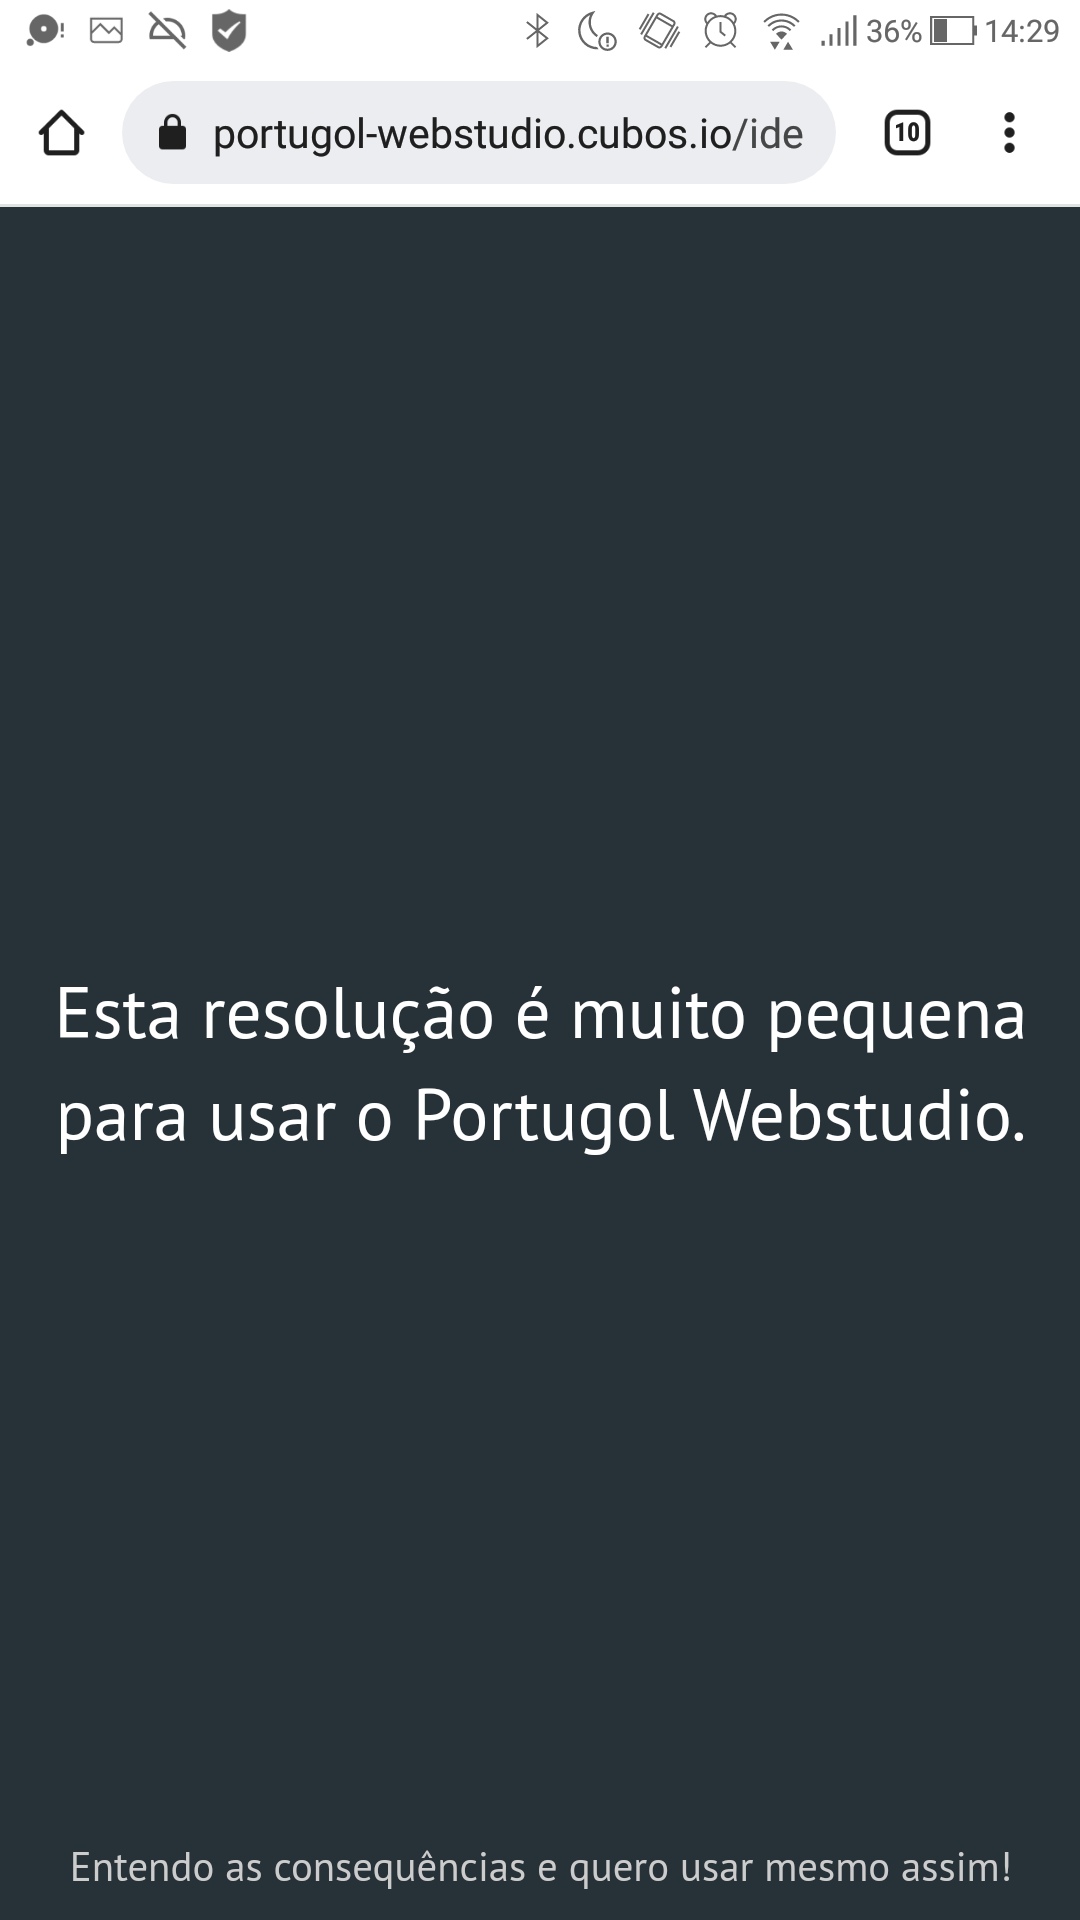 36% 14:29
portugol-webstudio.cubos.io/ide 10
Esta resolução é muito pequena
para usar o Portugol Webstudio.
Entendo as consequências e quero usar mesmo assim!